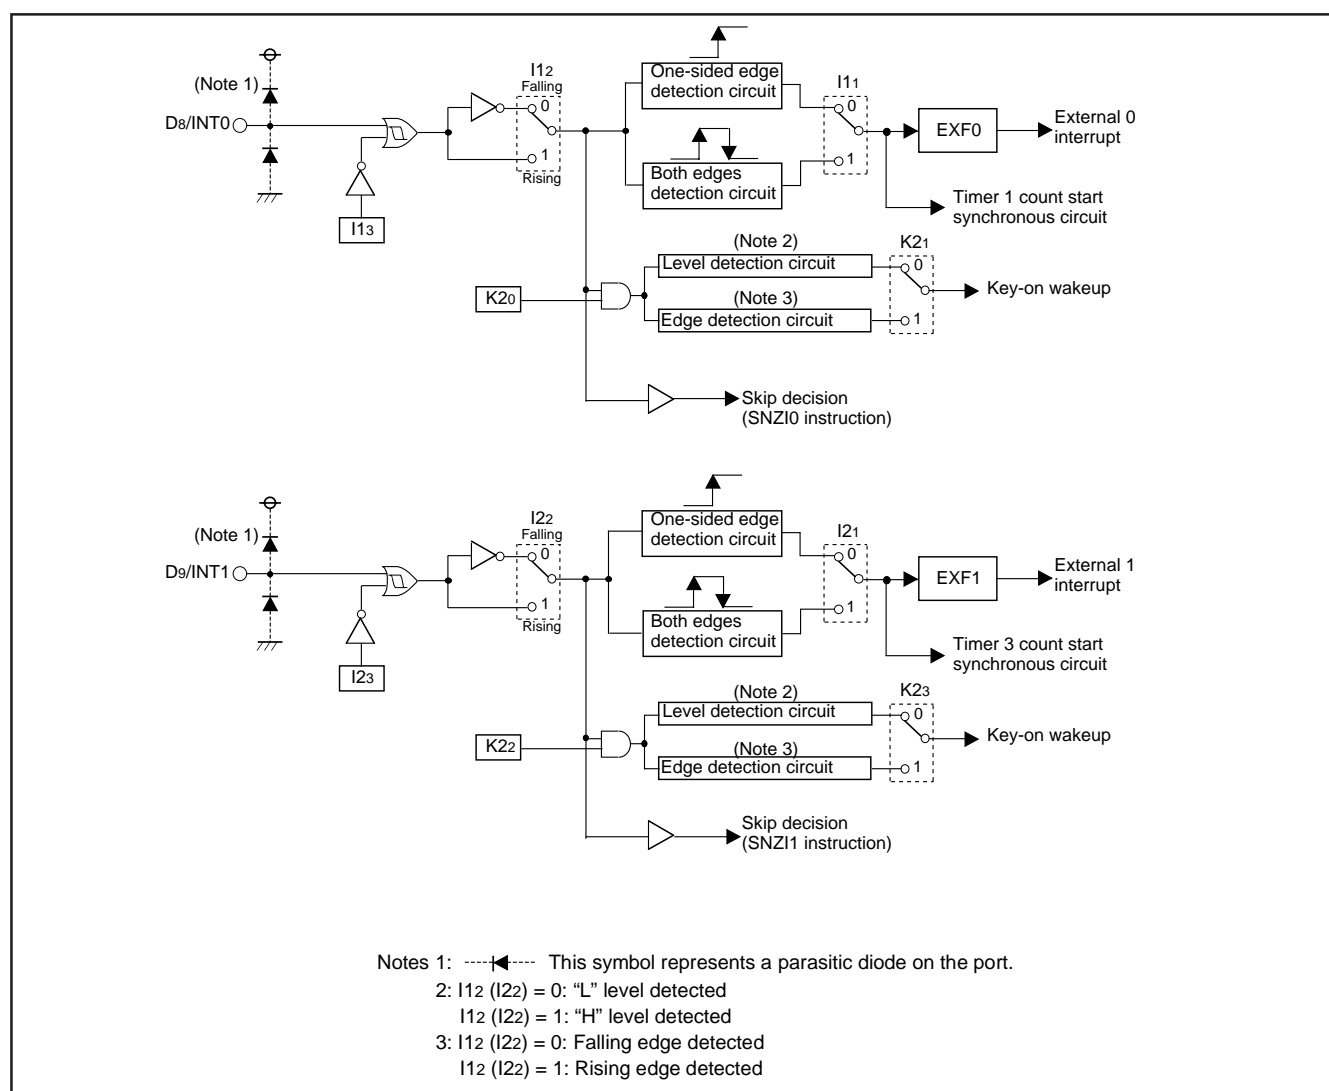 (Note 1)
I12
Falling
0
1
Rising
D8/INT0
I13
One-sided edge
detection circuit
Both edges
detection circuit
I11
0
1
EXF0
External 0
interrupt
Timer 1 count start
synchronous circuit
K20
(Note 2)
Level detection circuit
(Note 3)
Edge detection circuit
K21
0
1
Key-on wakeup
Skip decision
(SNZI0 instruction)
(Note 1)
I22
Falling
0
1
Rising
D9/INT1
I23
One-sided edge
detection circuit
Both edges
detection circuit
I21
0
1
EXF1
External 1
interrupt
Timer 3 count start
synchronous circuit
K22
(Note 2)
Level detection circuit
(Note 3)
Edge detection circuit
K23
0
1
Key-on wakeup
Skip decision
(SNZI1 instruction)
Notes 1: This symbol represents a parasitic diode on the port.
2: I12 (I22) = 0: “L” level detected
I12 (I22) = 1: “H” level detected
3: I12 (I22) = 0: Falling edge detected
I12 (I22) = 1: Rising edge detected